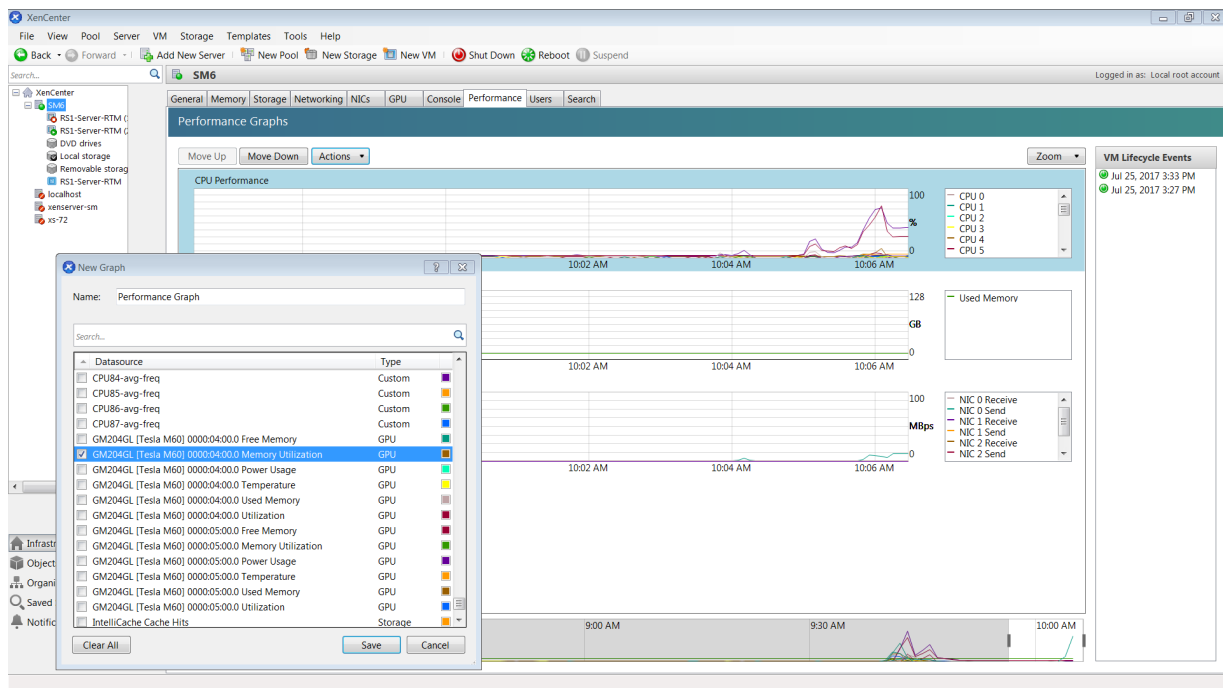 XenCenter
File View Pool Server VM Storage Templates Tools Help
Back Forward Add New Server New Pool New Storage New VM Shut Down Reboot Suspend
Search...
SM6
Logged in as: Local root account
XenCenter
SM6
RS1-Server-RTM (
RS1-Server-RTM (
DVD drives
Local storage
Removable storag
RS1-Server-RTM
localhost
xenserver-sm
xs-72
General Memory Storage Networking NICs GPU Console Performance Users Search
Performance Graphs
Move Up Move Down Actions Zoom
CPU Performance
100
%
0
10:02 AM 10:04 AM 10:06 AM
CPU 0
CPU 1
CPU 2
CPU 3
CPU 4
CPU 5
128
GB
0
10:02 AM 10:04 AM 10:06 AM
Used Memory
100
MBps
0
10:02 AM 10:04 AM 10:06 AM
NIC 0 Receive
NIC 0 Send
NIC 1 Receive
NIC 1 Send
NIC 2 Receive
NIC 2 Send
9:00 AM 9:30 AM 10:00 AM
VM Lifecycle Events
Jul 25, 2017 3:33 PM
Jul 25, 2017 3:27 PM
Infrastr
Object
Organi
Saved
Notific
New Graph
Name: Performance Graph
Search...
Datasource Type
CPU84-avg-freq Custom
CPU85-avg-freq Custom
CPU86-avg-freq Custom
CPU87-avg-freq Custom
GM204GL [Tesla M60] 0000:04:00.0 Free Memory GPU
GM204GL [Tesla M60] 0000:04:00.0 Memory Utilization GPU
GM204GL [Tesla M60] 0000:04:00.0 Power Usage GPU
GM204GL [Tesla M60] 0000:04:00.0 Temperature GPU
GM204GL [Tesla M60] 0000:04:00.0 Used Memory GPU
GM204GL [Tesla M60] 0000:04:00.0 Utilization GPU
GM204GL [Tesla M60] 0000:05:00.0 Free Memory GPU
GM204GL [Tesla M60] 0000:05:00.0 Memory Utilization GPU
GM204GL [Tesla M60] 0000:05:00.0 Power Usage GPU
GM204GL [Tesla M60] 0000:05:00.0 Temperature GPU
GM204GL [Tesla M60] 0000:05:00.0 Used Memory GPU
GM204GL [Tesla M60] 0000:05:00.0 Utilization GPU
IntelliCache Cache Hits Storage
Clear All Save Cancel